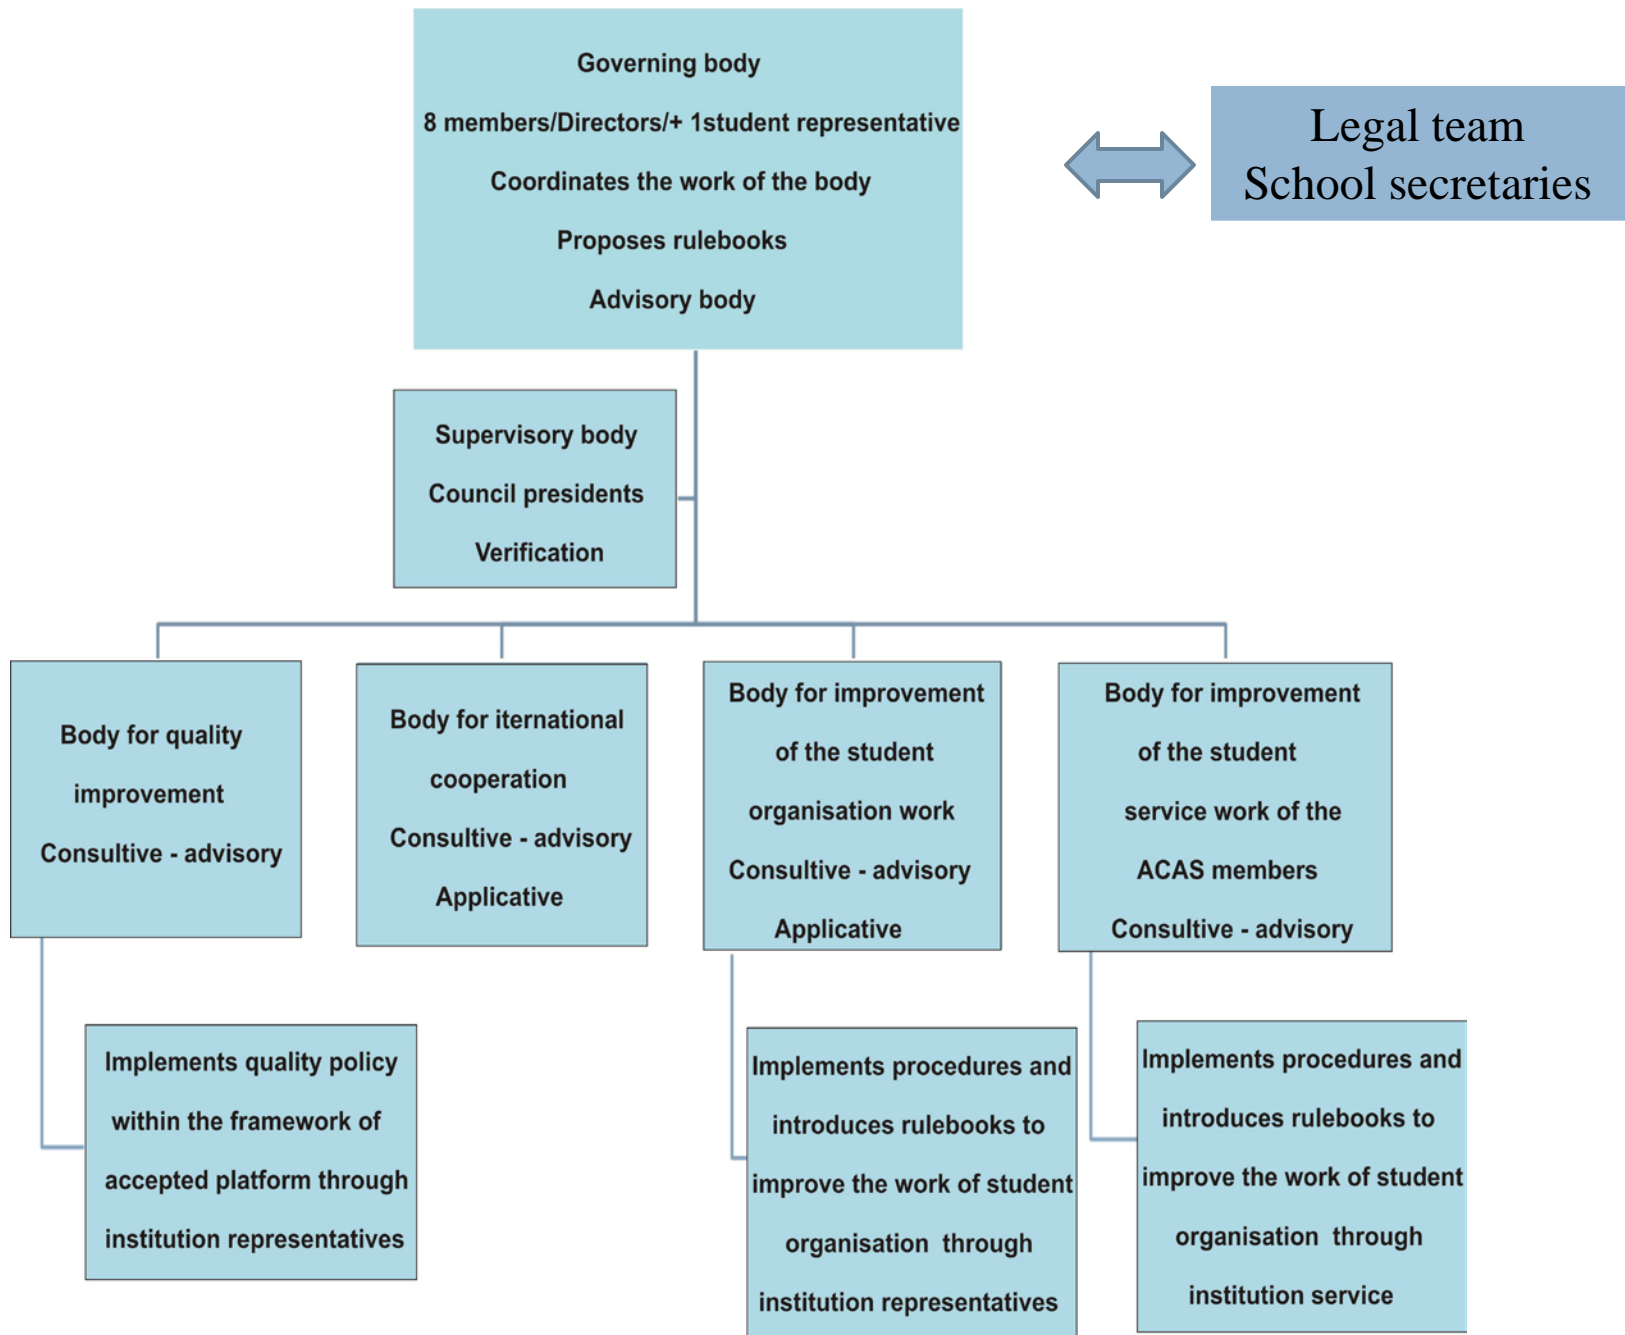 Governing body
8 members/Directors/+ 1student representative
Coordinates the work of the body
Proposes rulebooks
Advisory body
Legal team
School secretaries
Supervisory body
Council presidents
Verification
Body for quality
improvement
Consultive - advisory
Body for iternational
cooperation
Consultive - advisory
Applicative
Body for improvement
of the student
organisation work
Consultive - advisory
Applicative
Body for improvement
of the student
service work of the
ACAS members
Consultive - advisory
Implements quality policy
within the framework of
accepted platform through
institution representatives
Implements procedures and
introduces rulebooks to
improve the work of student
organisation through
institution representatives
Implements procedures and
introduces rulebooks to
improve the work of student
organisation through
institution service